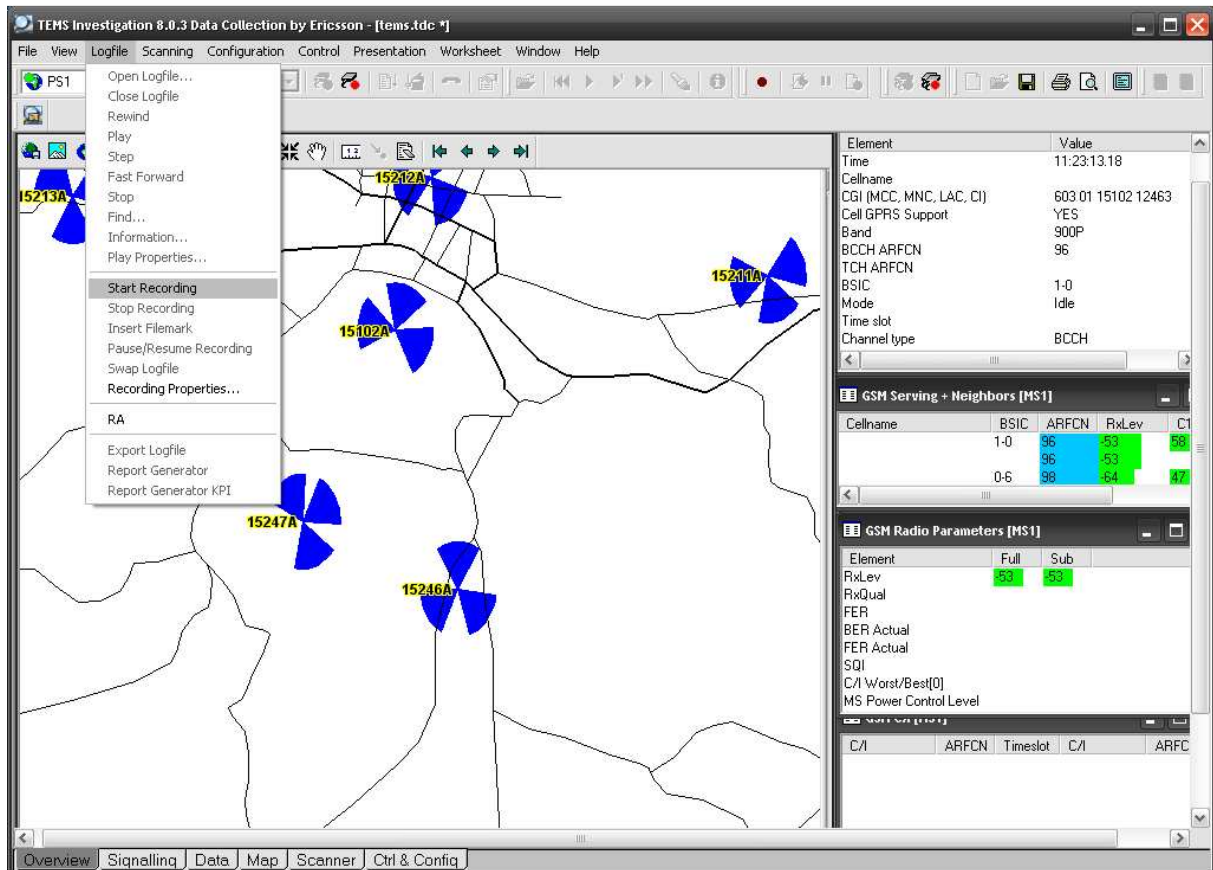 TEMS Investigation 8.0.3 Data Collection by Ericsson - [tems.tdc *]
File View Logfile Scanning Configuration Control Presentation Worksheet Window Help
PS1
Open Logfile...
Close Logfile
Rewind
Play
Step
Fast Forward
Stop
Find...
Information...
Play Properties...
Start Recording
Stop Recording
Insert Filemark
Pause/Resume Recording
Swap Logfile
Recording Properties...
RA
Export Logfile
Report Generator
Report Generator KPI
15213A
15212A
15211A
15102A
15247A
15246A
Element Value
Time 11:23:13.18
Cellname
CGI (MCC, MNC, LAC, CI) 603 01 15102 12463
Cell GPRS Support YES
Band 900P
BCCH ARFCN 96
TCH ARFCN
BSIC 1-0
Mode Idle
Time slot
Channel type BCCH
GSM Serving + Neighbors [MS1]
Cellname BSIC ARFCN RxLev C1
1-0 96 -53 58
96 -53
0-6 98 -64 47
GSM Radio Parameters [MS1]
Element Full Sub
RxLev -53 -53
RxQual
FER
BER Actual
FER Actual
SQI
C/I Worst/Best[0]
MS Power Control Level
C/I ARFCN Timeslot C/I ARFC
Overview Signalling Data Map Scanner Ctrl & Config